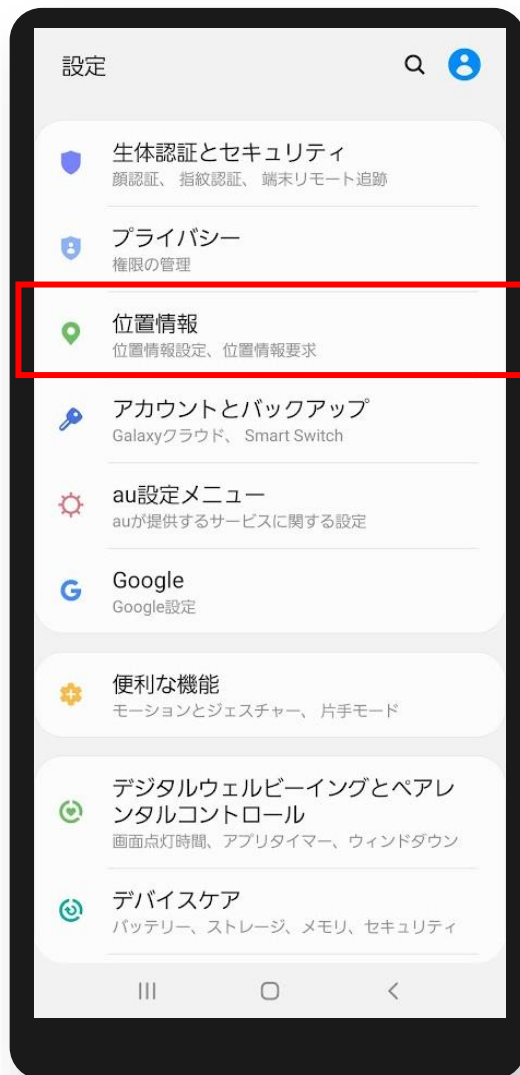 設定
生体認証とセキュリティ
顔認証、 指紋認証、 端末リモート追跡
プライバシー
権限の管理
位置情報
位置情報設定、位置情報要求
アカウントとバックアップ
Galaxyクラウド、 Smart Switch
au設定メニュー
auが提供するサービスに関する設定
Google
Google設定
便利な機能
モーションとジェスチャー、 片手モード
デジタルウェルビーイングとペアレ
ンタルコントロール
画面点灯時間、アプリタイマー、ウィンドダウン
デバイスケア
バッテリー、ストレージ、メモリ、セキュリティ